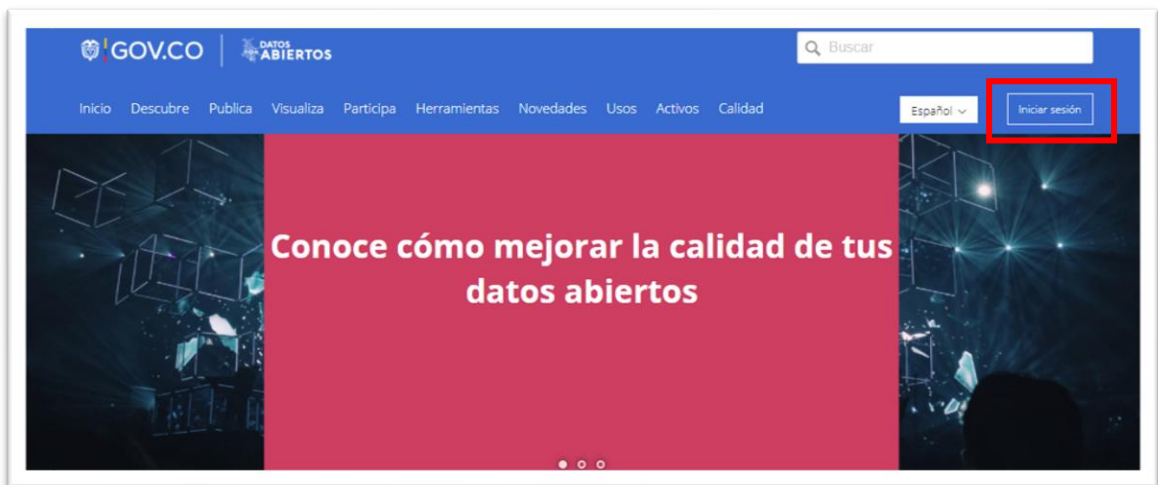 GOV.CO
DATOS
ABIERTOS
Buscar
Inicio Descubre Publica Visualiza Participa Herramientas Novedades Usos Activos Calidad
Español
Iniciar sesión
Conoce cómo mejorar la calidad de tus
datos abiertos